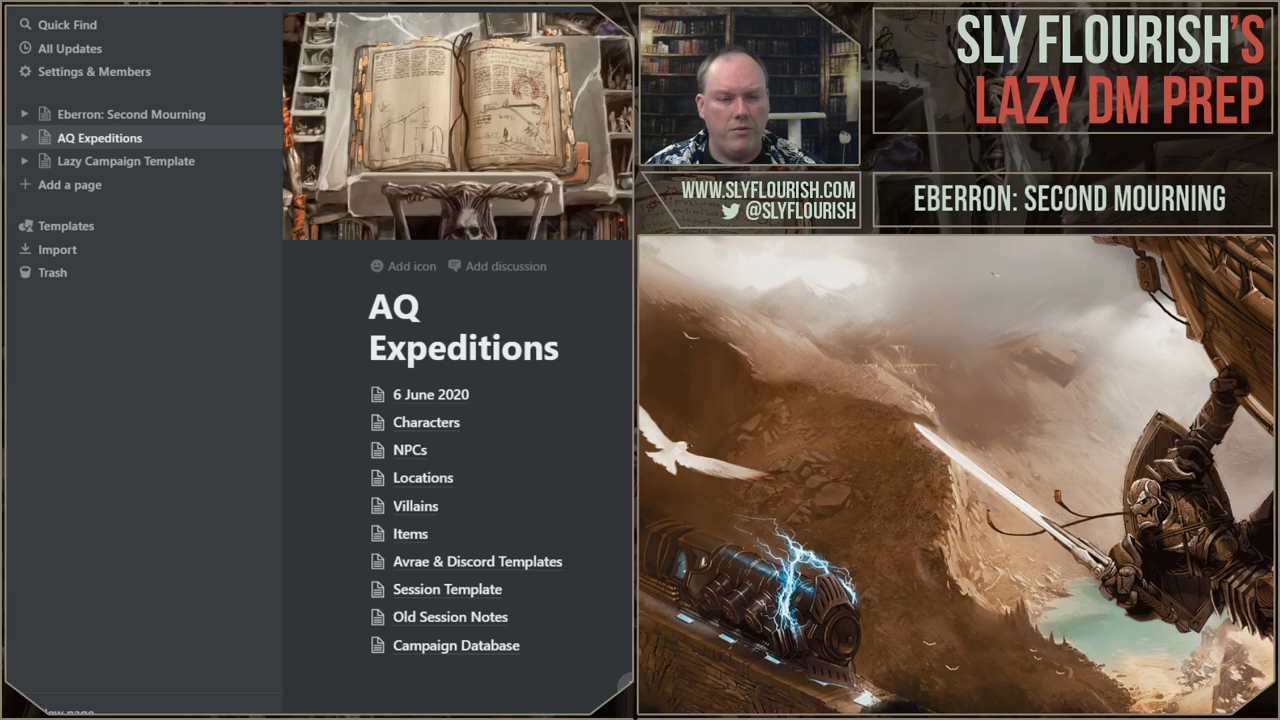 Quick Find
All Updates
Settings & Members
Eberron: Second Mourning
AQ Expeditions
Lazy Campaign Template
Add a page
Templates
Import
Trash
Add icon
Add discussion
AQ
Expeditions
6 June 2020
Characters
NPCs
Locations
Villains
Items
Avrae & Discord Templates
Session Template
Old Session Notes
Campaign Database
WWW.SLYFLOURISH.COM
@SLYFLOURISH
SLY FLOURISH'S
LAZY DM PREP
EBERRON: SECOND MOURNING